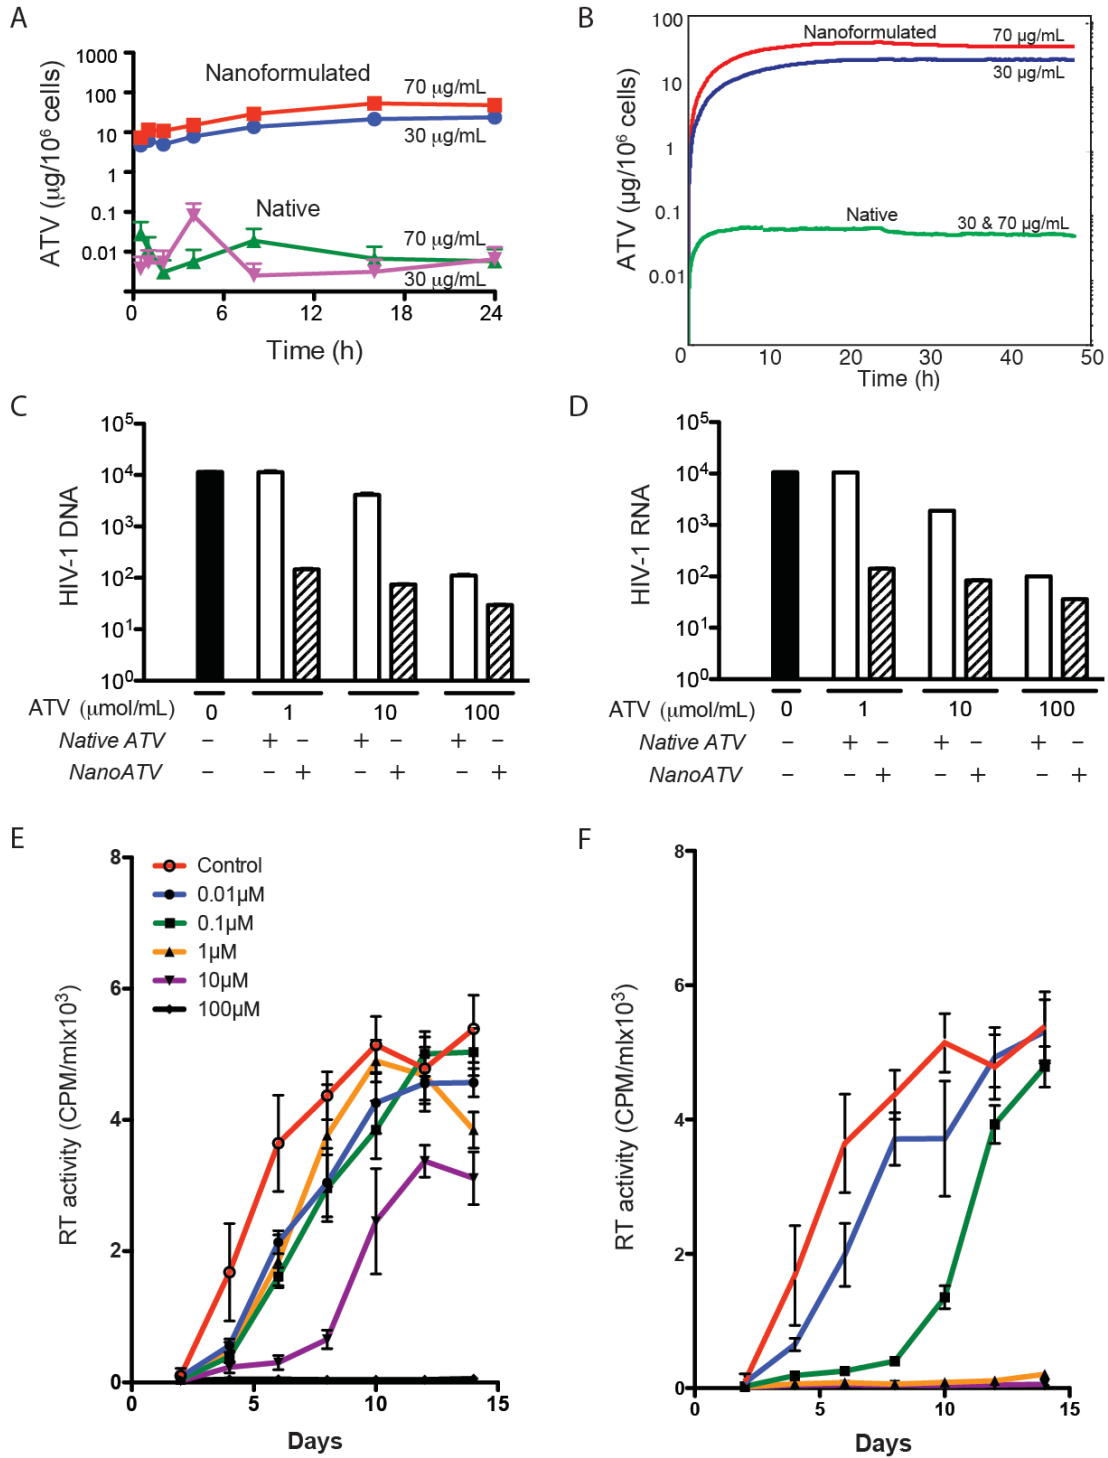 A
ATV (µg/10⁶ cells)
1000
100
10
1
0.1
0.01
Nanoformulated
70 µg/mL
30 µg/mL
Native
70 µg/mL
30 µg/mL
0 6 12 18 24
Time (h)
B
ATV (µg/10⁶ cells)
100
10
1
0.1
0.01
Nanoformulated
70 µg/mL
30 µg/mL
Native
30 & 70 µg/mL
0 10 20 30 40 50
Time (h)
C
HIV-1 DNA
10⁵
10⁴
10³
10²
10¹
10⁰
ATV (µmol/mL) 0 1 10 100
Native ATV − + − + − + −
NanoATV − − + − + − +
D
HIV-1 RNA
10⁵
10⁴
10³
10²
10¹
10⁰
ATV (µmol/mL) 0 1 10 100
Native ATV − + − + − + −
NanoATV − − + − + − +
E
RT activity (CPM/mlx10³)
8
6
4
2
0
Control
0.01µM
0.1µM
1µM
10µM
100µM
0 5 10 15
Days
F
RT activity (CPM/mlx10³)
8
6
4
2
0
0 5 10 15
Days